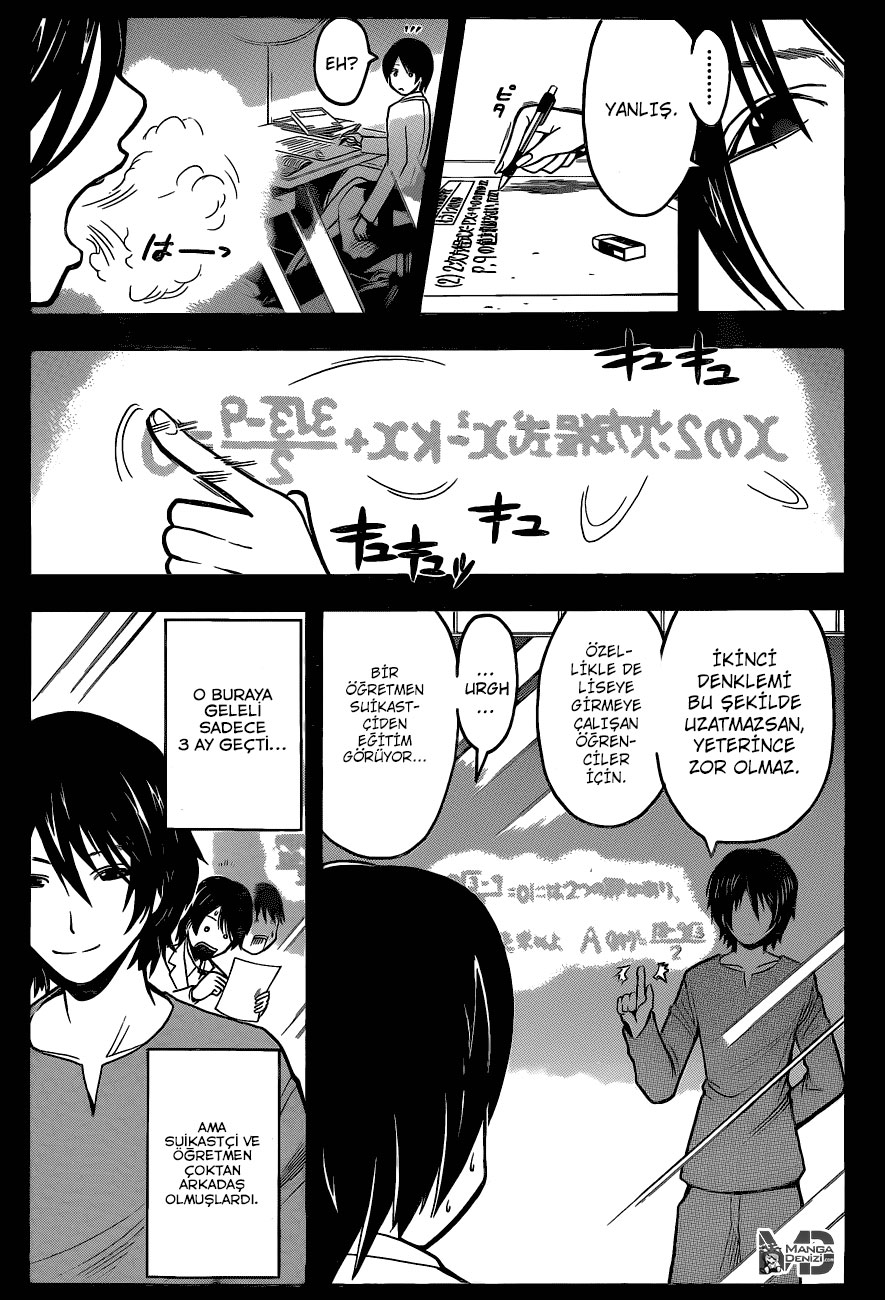 ........
YANLIŞ.
ピタ
EH?
はーっ
キュキュ
キュキュッ
キュ
İKİNCİ
DENKLEMİ
BU ŞEKİLDE
UZATMAZSAN,
YETERİNCE
ZOR OLMAZ.
ÖZEL-
LİKLE DE
LİSEYE
GİRMEYE
ÇALIŞAN
ÖĞREN-
CİLER
İÇİN.
...
URGH
...
BİR
ÖĞRETMEN
SUİKAST-
ÇİDEN
EĞİTİM
GÖRÜYOR...
O BURAYA
GELELİ
SADECE
3 AY GEÇTİ...
AMA
SUİKASTÇİ VE
ÖĞRETMEN
ÇOKTAN
ARKADAŞ
OLMUŞLARDI.
MANGA
DENİZİ